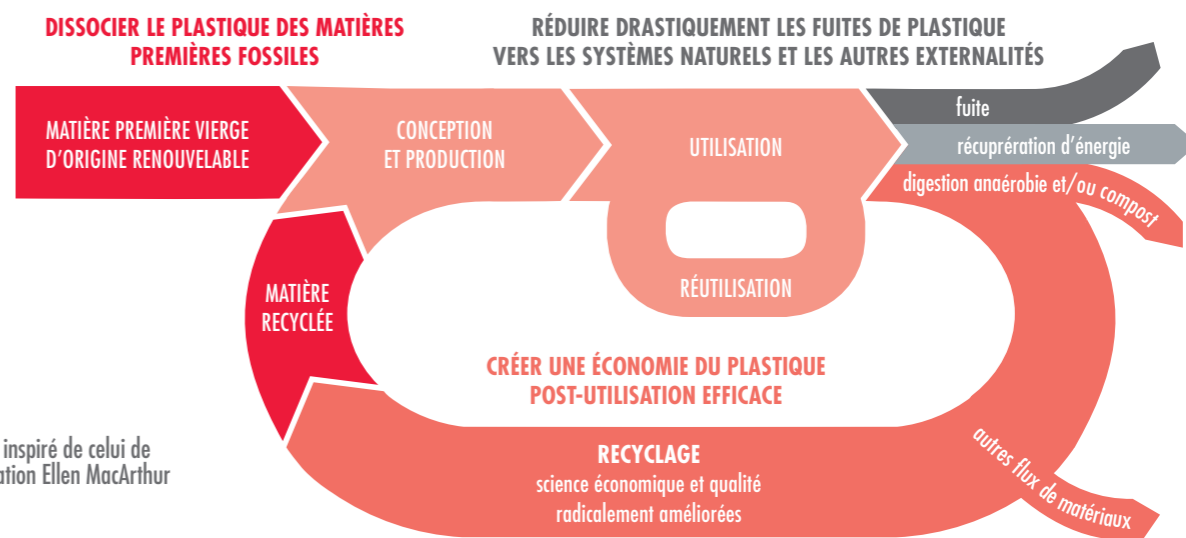 DISSOCIER LE PLASTIQUE DES MATIÈRES
PREMIÈRES FOSSILES
RÉDUIRE DRASTIQUEMENT LES FUITES DE PLASTIQUE
VERS LES SYSTÈMES NATURELS ET LES AUTRES EXTERNALITÉS
MATIÈRE PREMIÈRE VIERGE
D'ORIGINE RENOUVELABLE
CONCEPTION
ET PRODUCTION
UTILISATION
fuite
récuprération d'énergie
digestion anaérobie et/ou compost
RÉUTILISATION
MATIÈRE
RECYCLÉE
CRÉER UNE ÉCONOMIE DU PLASTIQUE
POST-UTILISATION EFFICACE
RECYCLAGE
science économique et qualité
radicalement améliorées
autres flux de matériaux
inspiré de celui de
ation Ellen MacArthur